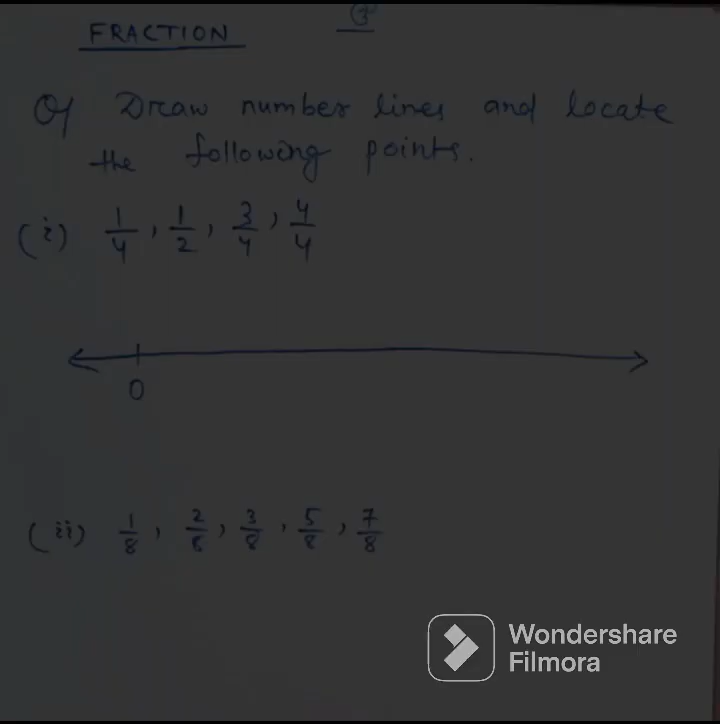 FRACTION
Q Draw number lines and locate
the following points.
(i) 1/4, 1/2, 3/4, 4/4
0
(ii) 1/8, 2/8, 3/8, 5/8, 7/8
Wondershare
Filmora